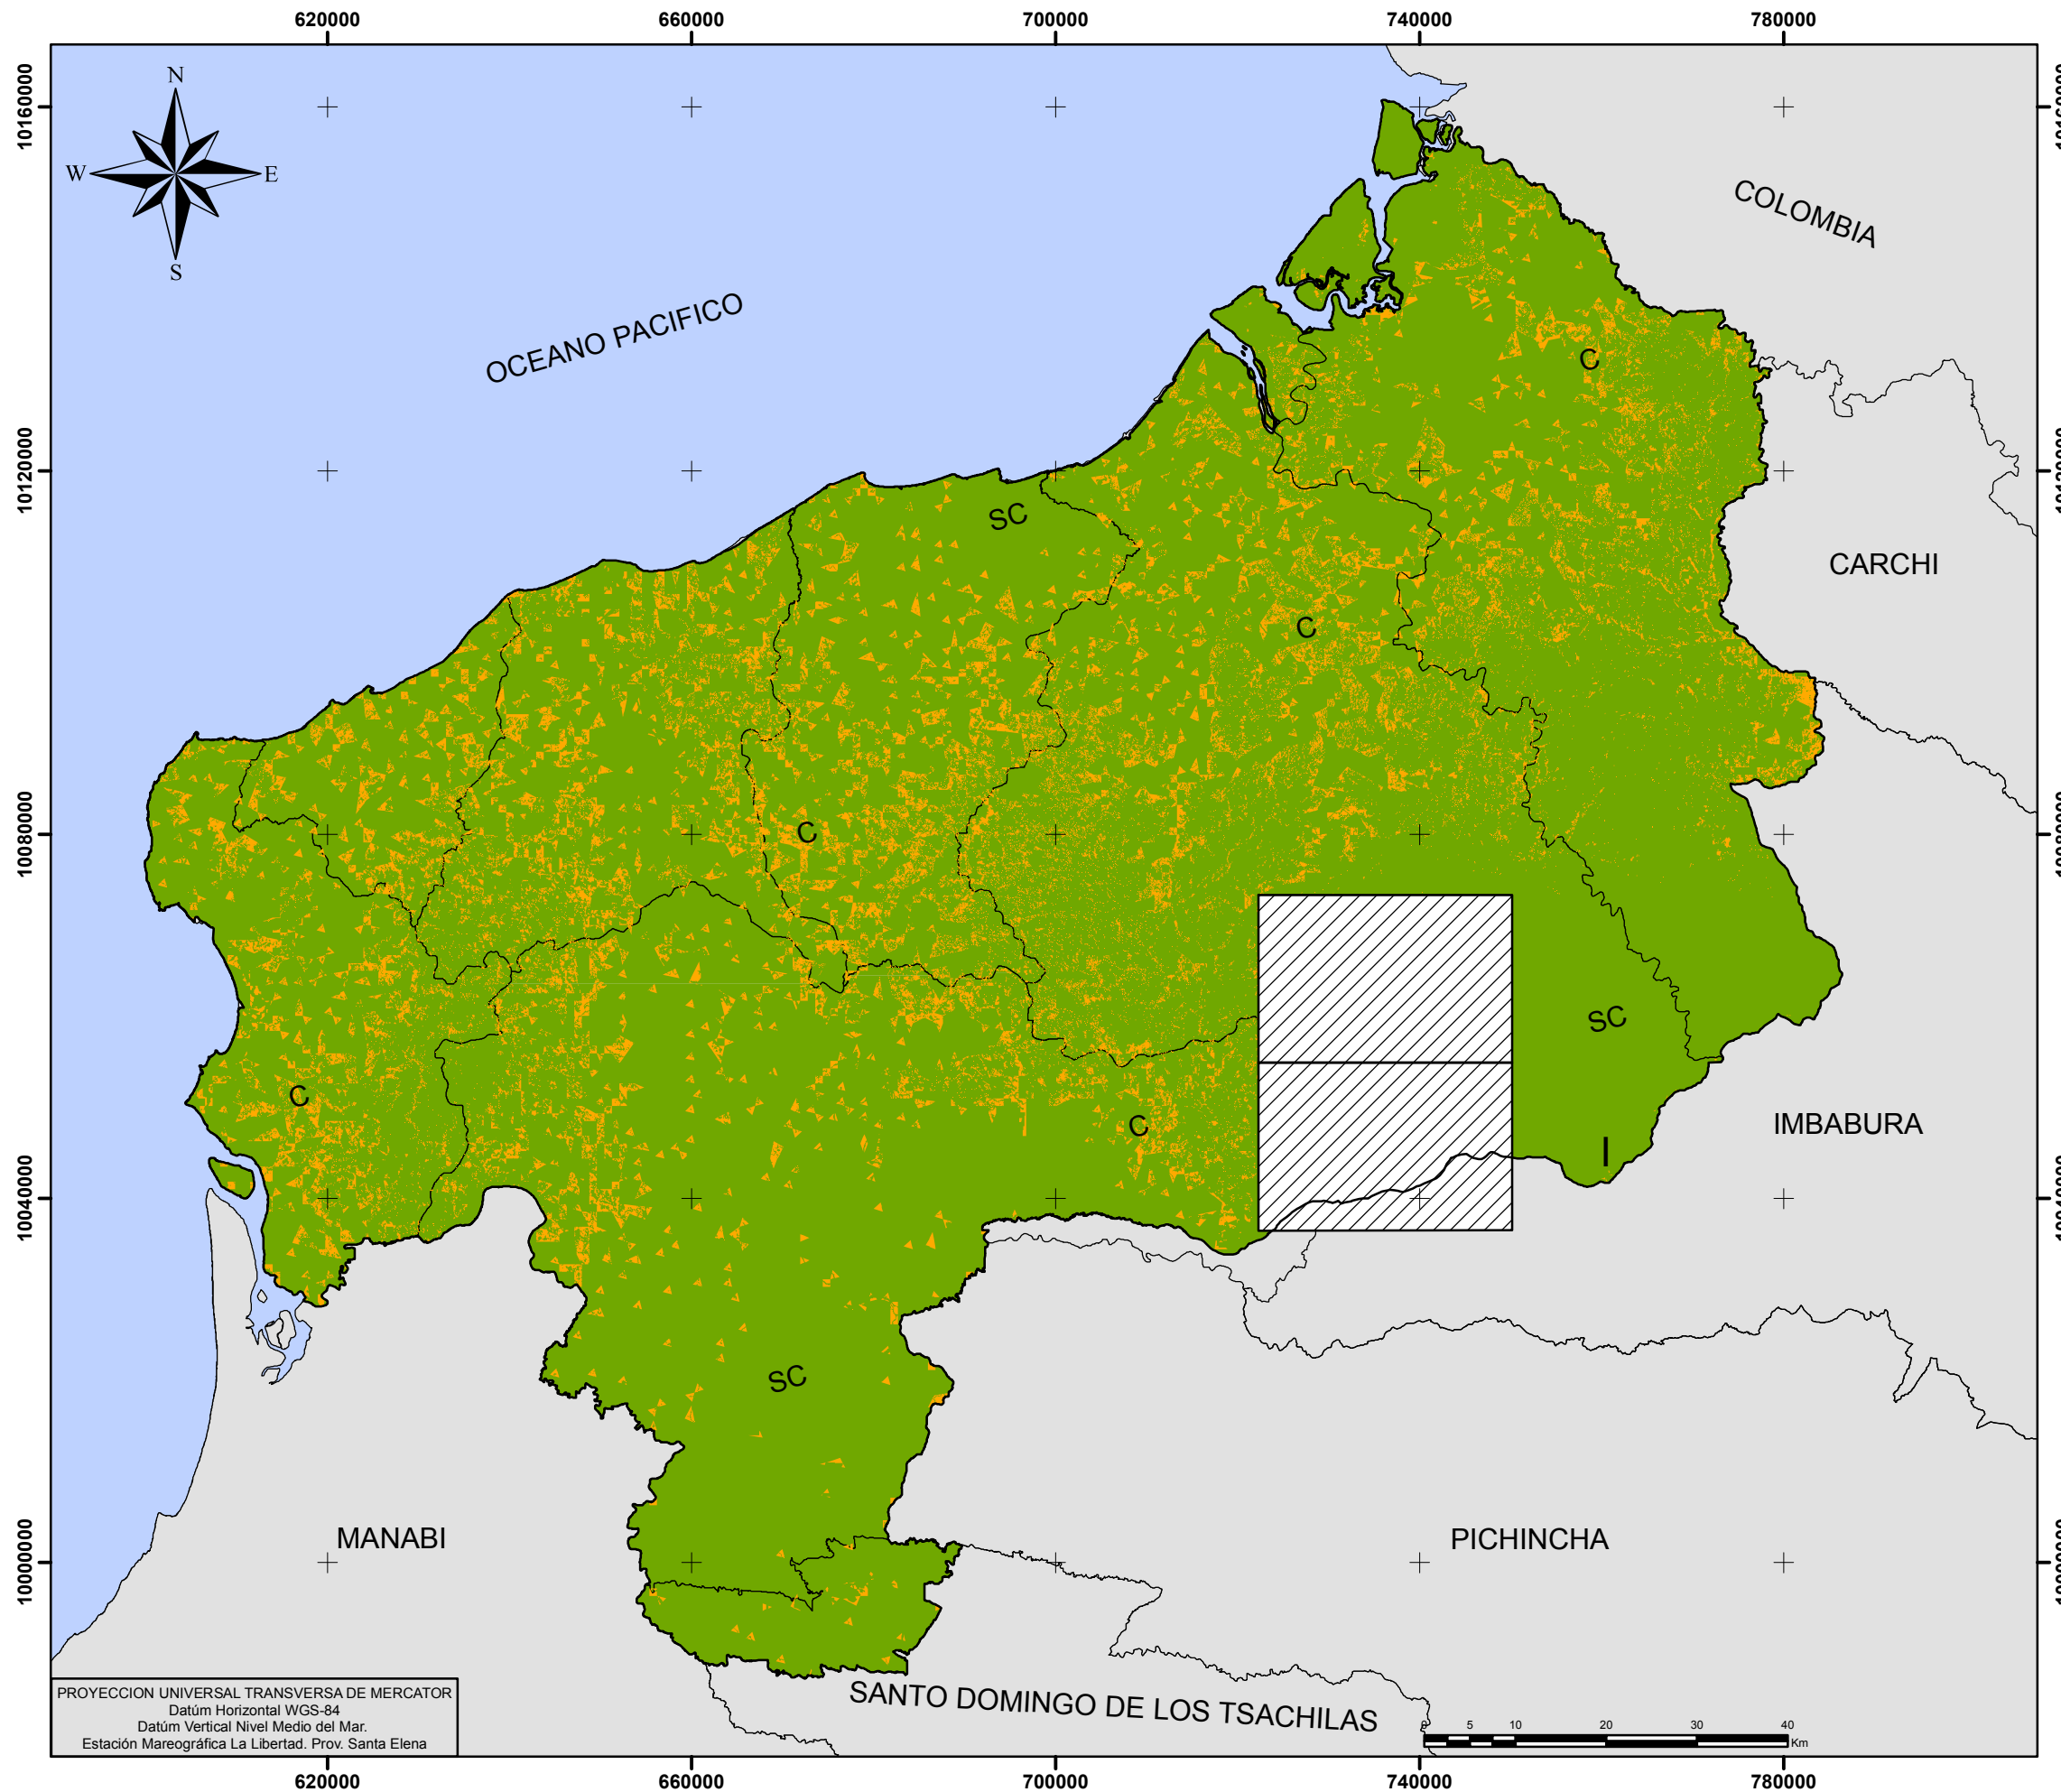 620000 660000 700000 740000 780000
10160000
10120000
10080000
10040000
10000000
N
W E
S
COLOMBIA
OCEANO PACIFICO
C
SC
CARCHI
C
C
SC
C
C
I
IMBABURA
SC
MANABI
PICHINCHA
SANTO DOMINGO DE LOS TSACHILAS
PROYECCION UNIVERSAL TRANSVERSA DE MERCATOR
Datúm Horizontal WGS-84
Datúm Vertical Nivel Medio del Mar.
Estación Mareográfica La Libertad. Prov. Santa Elena
0 5 10 20 30 40
Km
620000 660000 700000 740000 780000